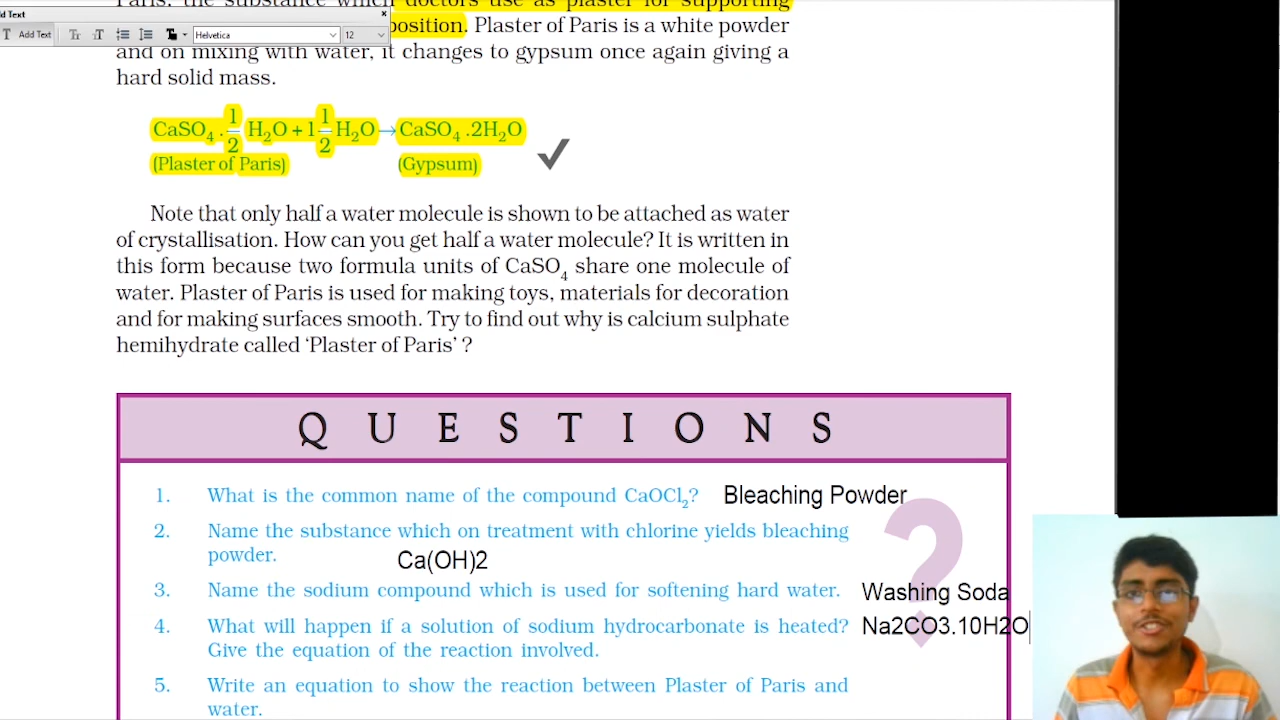 Paris, the substance which doctors use as plaster for supporting
dd Text
×
T Add Text
Helvetica
12
position. Plaster of Paris is a white powder
and on mixing with water, it changes to gypsum once again giving a
hard solid mass.
CaSO₄ . 1/2 H₂O + 1 1/2 H₂O → CaSO₄ .2H₂O
(Plaster of Paris) (Gypsum)
Note that only half a water molecule is shown to be attached as water
of crystallisation. How can you get half a water molecule? It is written in
this form because two formula units of CaSO₄ share one molecule of
water. Plaster of Paris is used for making toys, materials for decoration
and for making surfaces smooth. Try to find out why is calcium sulphate
hemihydrate called ‘Plaster of Paris’ ?
QUESTIONS
1. What is the common name of the compound CaOCl₂? Bleaching Powder
2. Name the substance which on treatment with chlorine yields bleaching
powder. Ca(OH)2
3. Name the sodium compound which is used for softening hard water. Washing Soda
4. What will happen if a solution of sodium hydrocarbonate is heated? Na2CO3.10H2O
Give the equation of the reaction involved.
5. Write an equation to show the reaction between Plaster of Paris and
water.
?